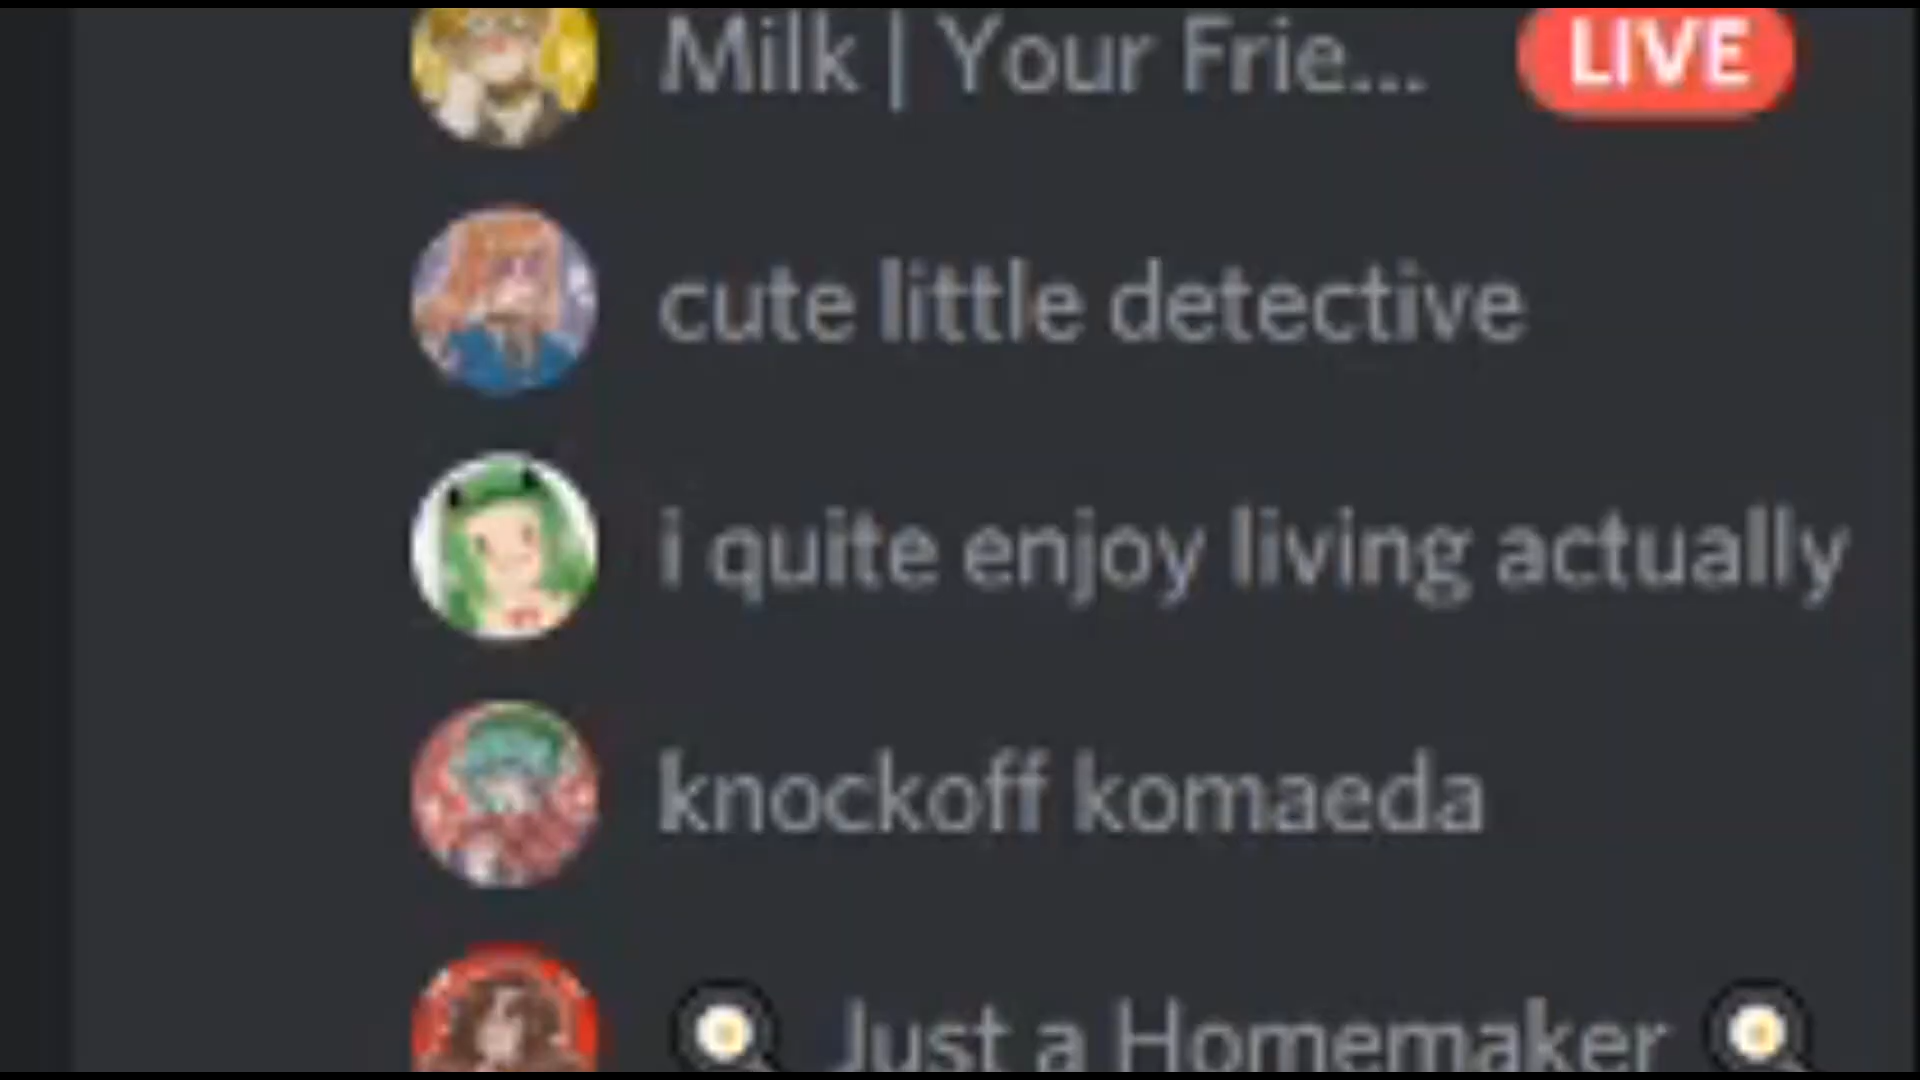 Milk | Your Frie... LIVE
cute little detective
i quite enjoy living actually
knockoff komaeda
🍳 Just a Homemaker 🍳